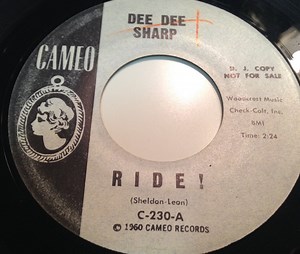 DEE DEE
SHARP
CAMEO
D. J. COPY
NOT FOR SALE
Woodcraft Music
Check-Cult, Inc.
BMI
Time: 2:24
RIDE!
(Sheldon-Leon)
C-230-A
© 1960 CAMEO RECORDS